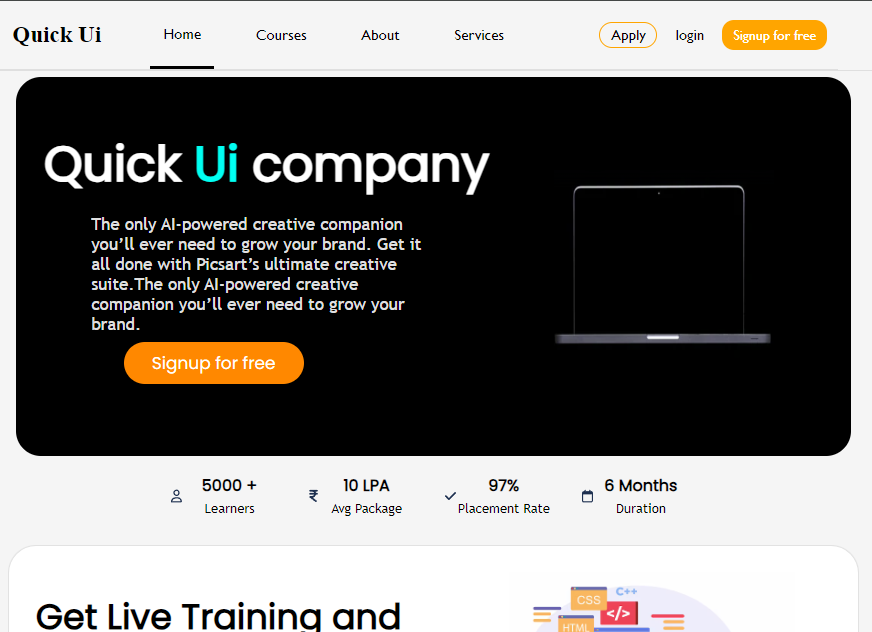 Quick Ui
Home
Courses
About
Services
Apply
login
Signup for free
Quick Ui company
The only AI-powered creative companion
you’ll ever need to grow your brand. Get it
all done with Picsart’s ultimate creative
suite.The only AI-powered creative
companion you’ll ever need to grow your
brand.
Signup for free
5000 +
Learners
₹
10 LPA
Avg Package
97%
Placement Rate
6 Months
Duration
Get Live Training and
C++
CSS
</>
HTML